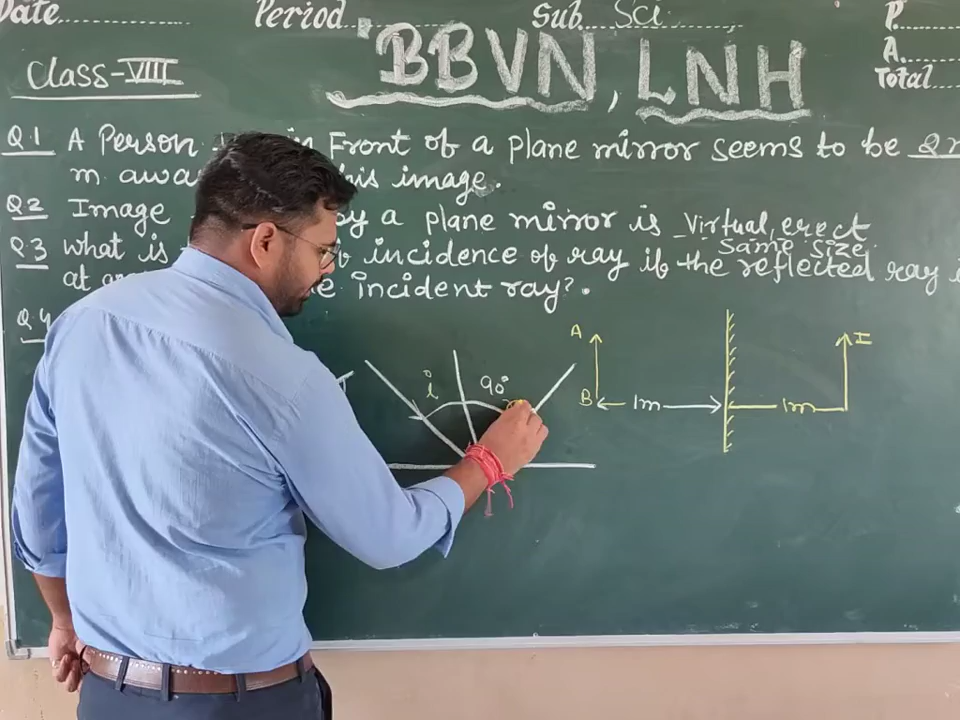 Date............ Period............ Sub... Sci ............ P.......
A.......
Total.......
Class-VIII
BBVN, LNH
Q1 A Person in Front of a plane mirror seems to be 2
m his image.
Q2 Image by a plane mirror is Virtual, erect
same size
Q3 what is incidence of ray if the reflected ray
at incident ray?.
Q4
A
B
1m
1m
I
i
90°